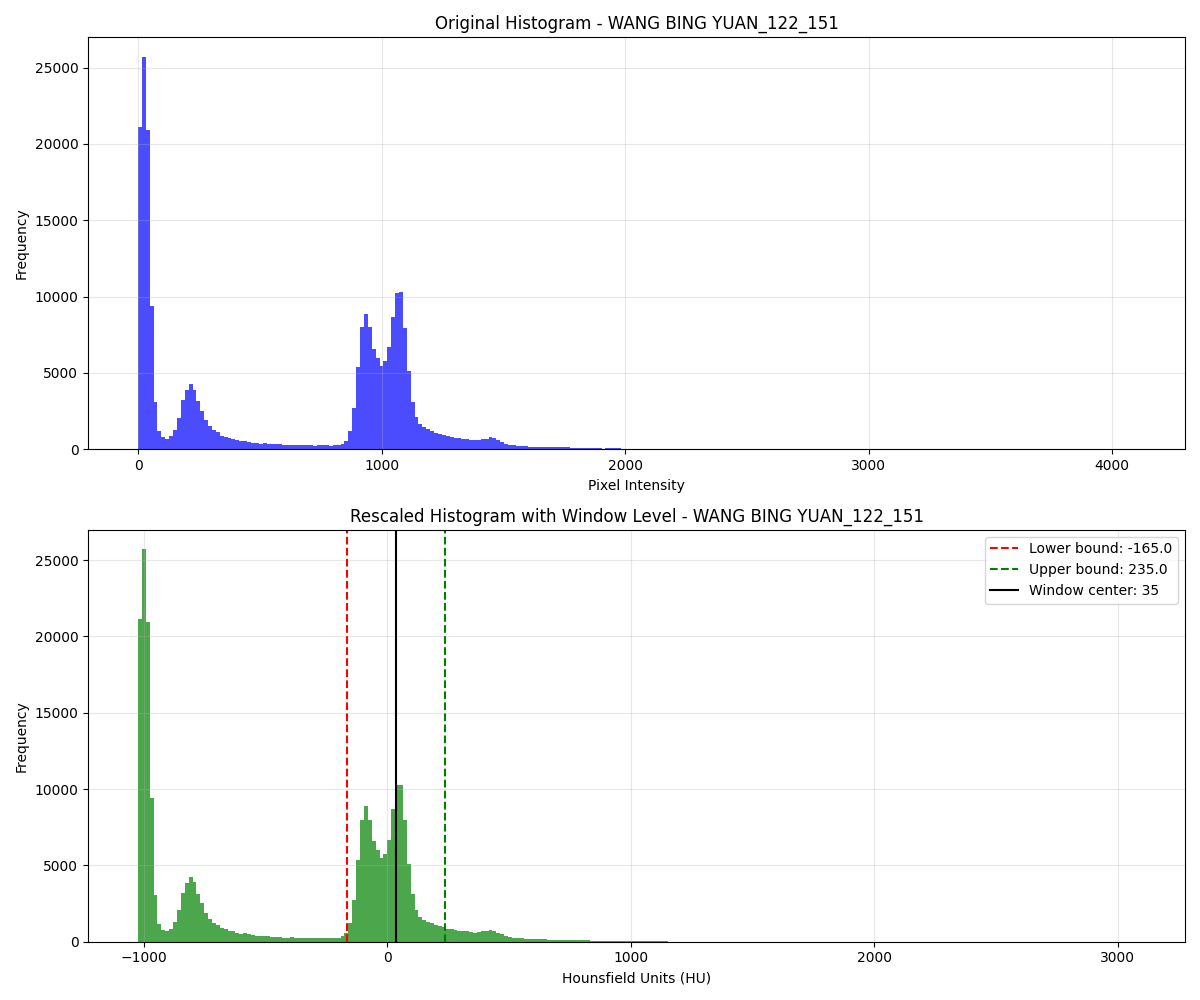 Original Histogram - WANG BING YUAN_122_151
Frequency
25000
20000
15000
10000
5000
0
0 1000 2000 3000 4000
Pixel Intensity
Rescaled Histogram with Window Level - WANG BING YUAN_122_151
Frequency
25000
20000
15000
10000
5000
0
Lower bound: -165.0
Upper bound: 235.0
Window center: 35
−1000 0 1000 2000 3000
Hounsfield Units (HU)